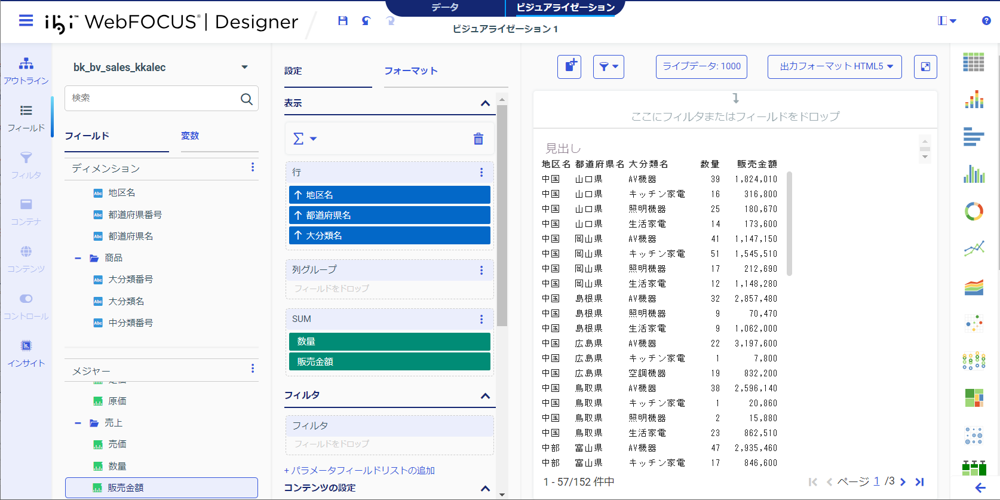 データ
ビジュアライゼーション
ibi™ WebFOCUS® | Designer
ビジュアライゼーション 1
アウトライン
フィールド
フィルタ
コンテナ
コンテンツ
コントロール
インサイト
bk_bv_sales_kkalec
検索
フィールド
変数
ディメンション
Abc 地区名
Abc 都道府県番号
Abc 都道府県名
商品
Abc 大分類番号
Abc 大分類名
Abc 中分類番号
メジャー
定価
原価
売上
売価
数量
販売金額
設定
フォーマット
表示
Σ
行
地区名
都道府県名
大分類名
列グループ
フィールドをドロップ
SUM
数量
販売金額
フィルタ
フィルタ
フィールドをドロップ
+ パラメータフィールドリストの追加
コンテンツの設定
ライブデータ: 1000
出力フォーマット HTML5
ここにフィルタまたはフィールドをドロップ
見出し
地区名 都道府県名 大分類名 数量 販売金額
中国 山口県 AV機器 39 1,824,010
中国 山口県 キッチン家電 16 316,800
中国 山口県 照明機器 25 180,670
中国 山口県 生活家電 14 173,600
中国 岡山県 AV機器 41 1,147,150
中国 岡山県 キッチン家電 51 1,545,510
中国 岡山県 照明機器 17 212,690
中国 岡山県 生活家電 12 1,148,280
中国 島根県 AV機器 32 2,857,480
中国 島根県 照明機器 9 70,470
中国 島根県 生活家電 9 1,062,000
中国 広島県 AV機器 22 3,197,600
中国 広島県 キッチン家電 1 7,800
中国 広島県 空調機器 19 832,200
中国 鳥取県 AV機器 38 2,596,140
中国 鳥取県 キッチン家電 1 20,860
中国 鳥取県 照明機器 2 15,880
中国 鳥取県 生活家電 23 862,510
中部 富山県 AV機器 47 2,935,460
中部 富山県 キッチン家電 17 846,600
1 - 57/152 件中
ページ 1 /3